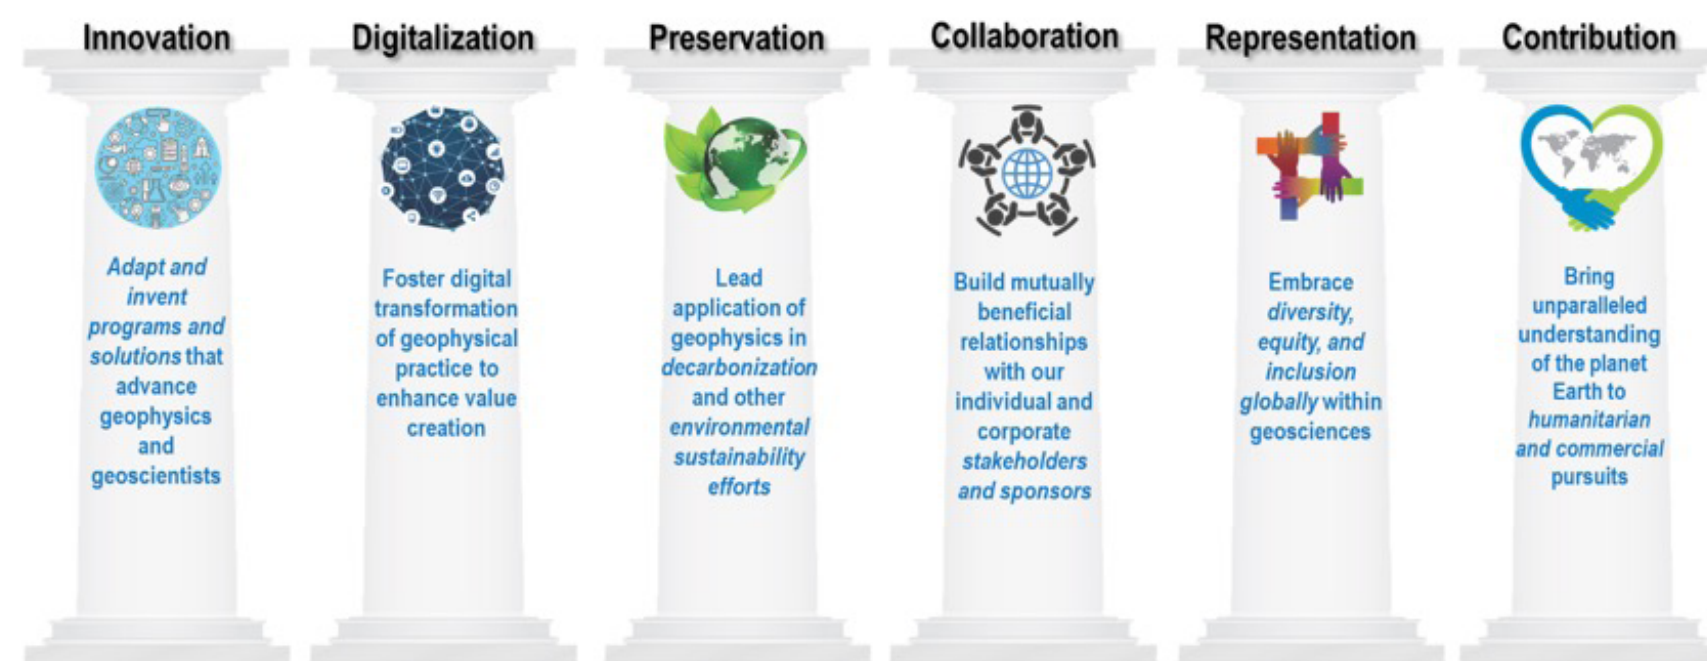 Innovation
Adapt and
invent
programs and
solutions that
advance
geophysics
and
geoscientists
Digitalization
Foster digital
transformation
of geophysical
practice to
enhance value
creation
Preservation
Lead
application of
geophysics in
decarbonization
and other
environmental
sustainability
efforts
Collaboration
Build mutually
beneficial
relationships
with our
individual and
corporate
stakeholders
and sponsors
Representation
Embrace
diversity,
equity, and
inclusion
globally within
geosciences
Contribution
Bring
unparalleled
understanding
of the planet
Earth to
humanitarian
and commercial
pursuits